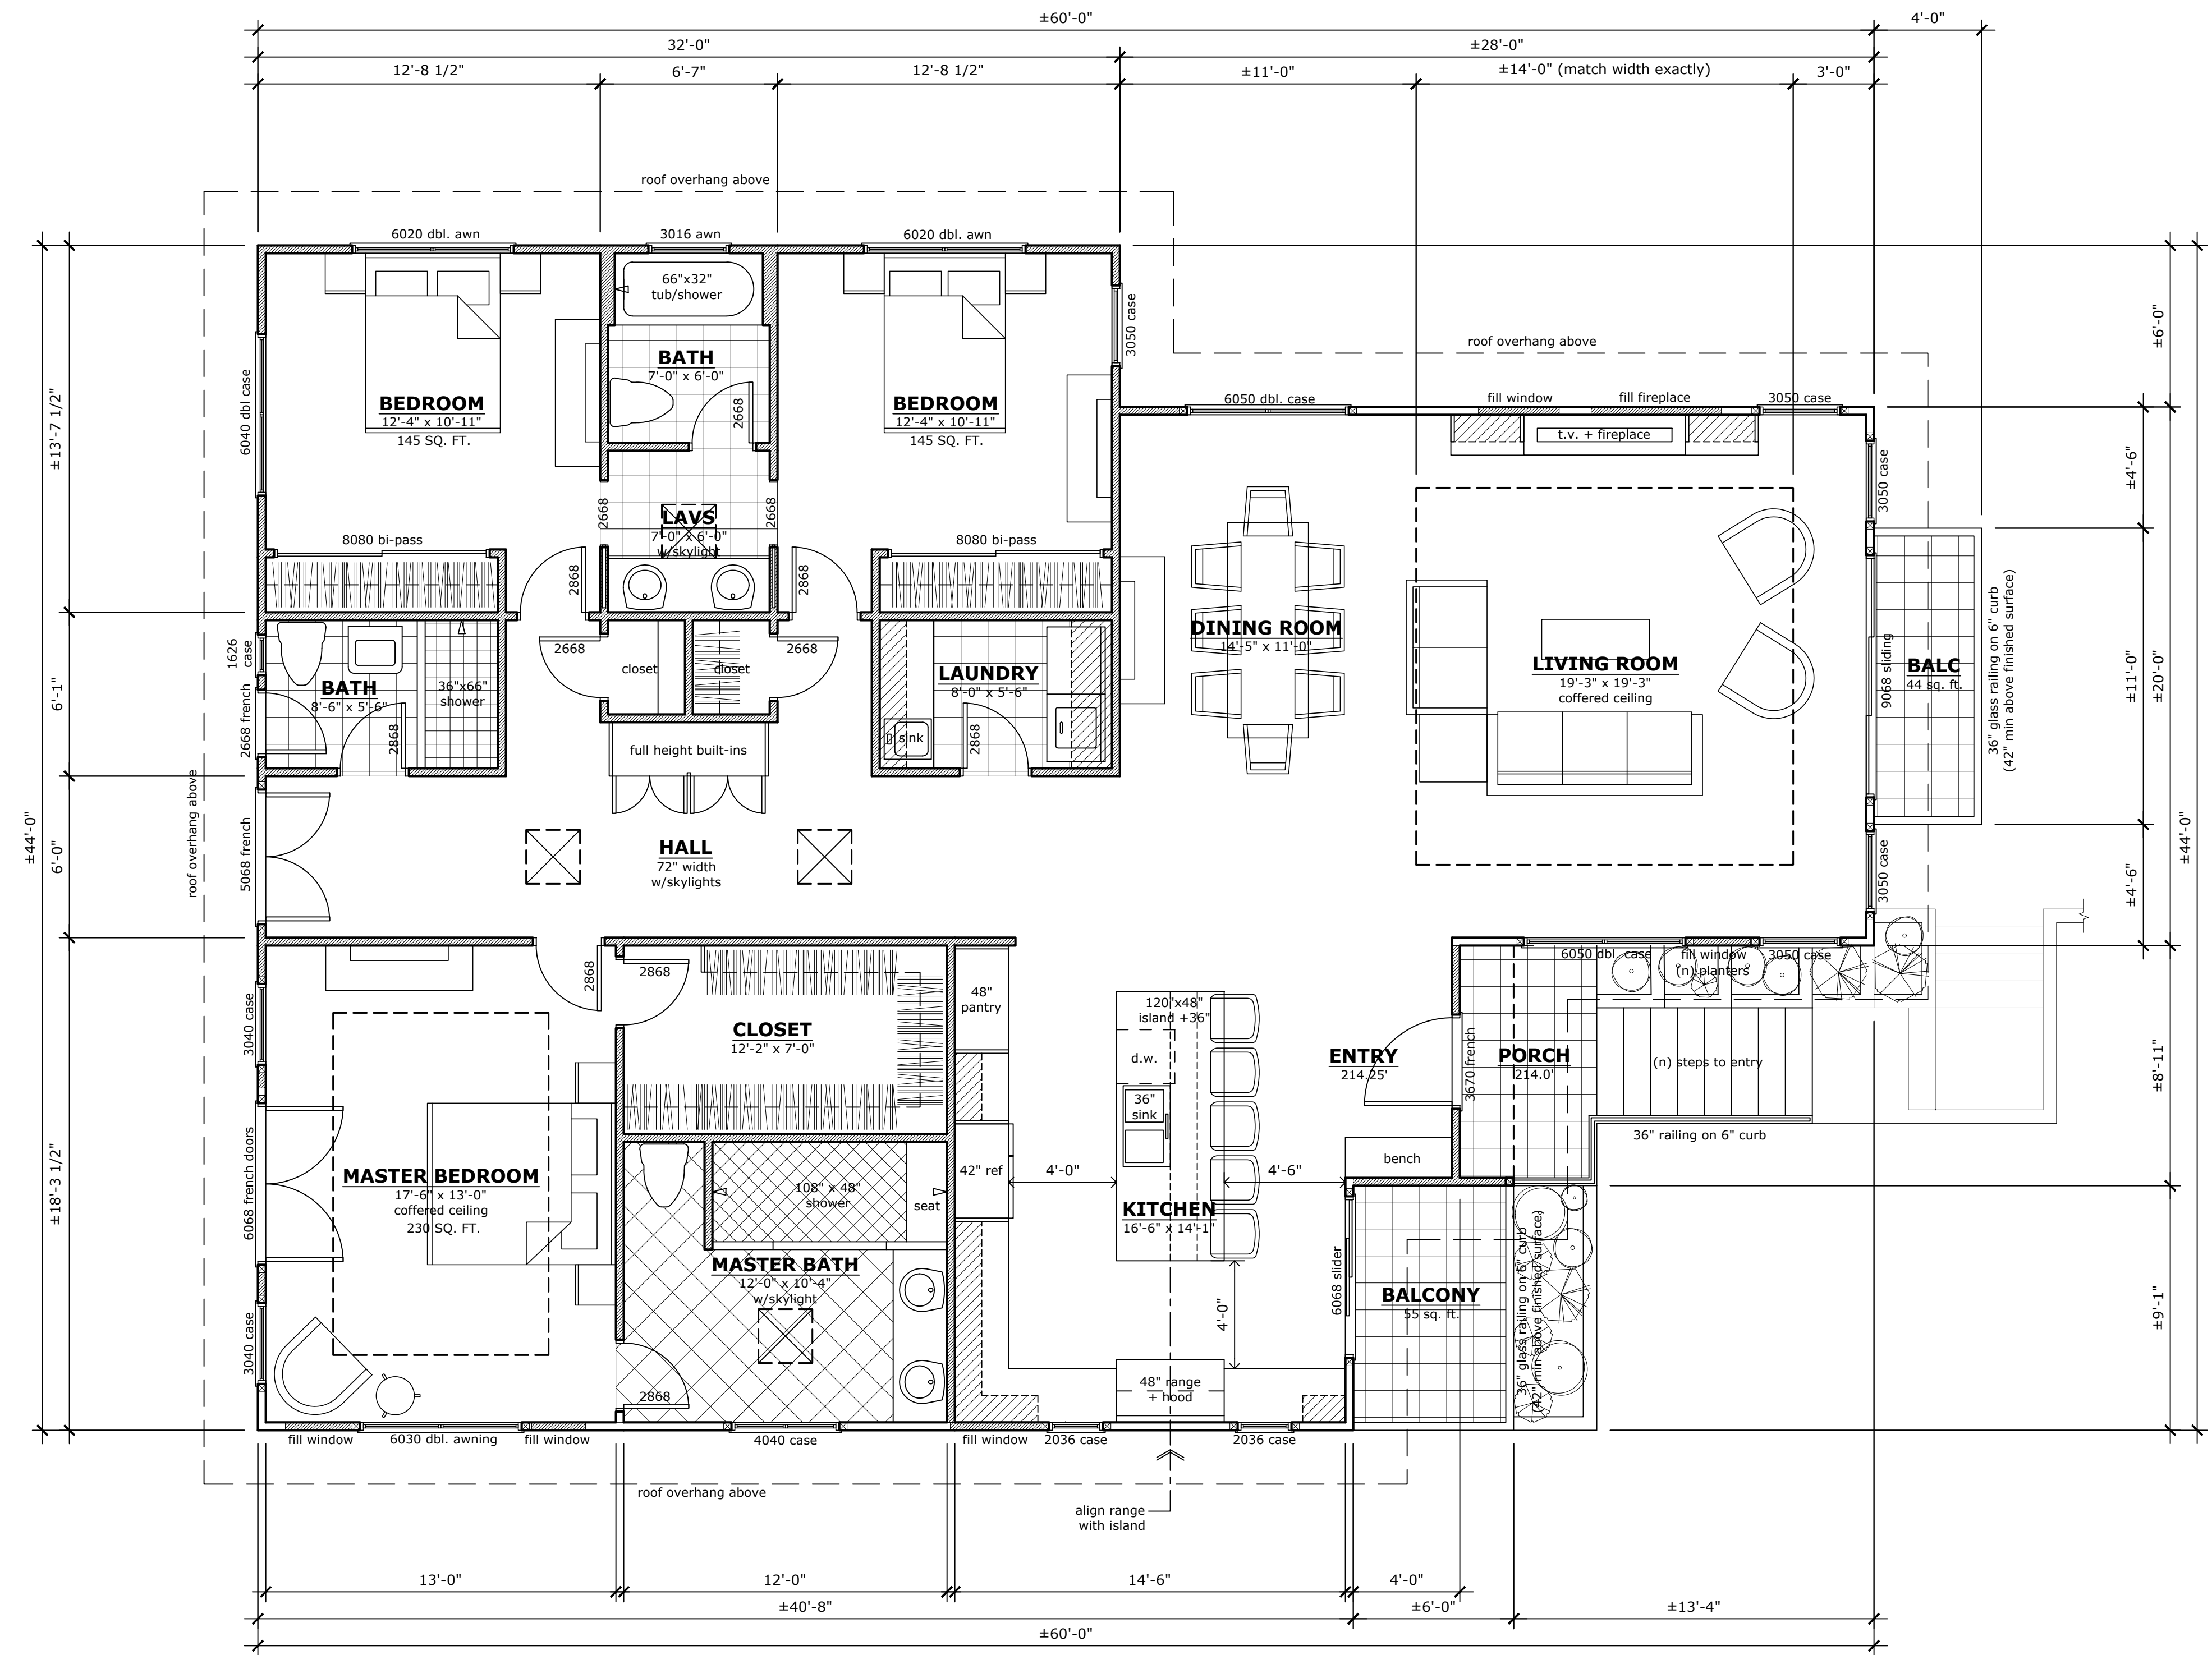 ±60'-0"
4'-0"
32'-0"
±28'-0"
12'-8 1/2"
6'-7"
12'-8 1/2"
±11'-0"
±14'-0" (match width exactly)
3'-0"
roof overhang above
6020 dbl. awn
3016 awn
6020 dbl. awn
66"x32"
tub/shower
3050 case
±6'-0"
roof overhang above
BATH
7'-0" x 6'-0"
2668
6040 dbl case
±13'-7 1/2"
BEDROOM
12'-4" x 10'-11"
145 SQ. FT.
BEDROOM
12'-4" x 10'-11"
145 SQ. FT.
6050 dbl. case
fill window
fill fireplace
3050 case
t.v. + fireplace
3050 case
±4'-6"
2668
LAVS
7'-0" x 6'-0"
w/skylight
2668
8080 bi-pass
8080 bi-pass
2868
2868
1626
case
2668
closet
closet
2668
DINING ROOM
14'-5" x 11'-0"
LIVING ROOM
19'-3" x 19'-3"
coffered ceiling
9068 sliding
BALC
44 sq. ft.
36" glass railing on 6" curb
(42" min above finished surface)
±11'-0"
±20'-0"
6'-1"
2668 french
BATH
8'-6" x 5'-6"
36"x66"
shower
2868
LAUNDRY
8'-0" x 5'-6"
sink
2868
full height built-ins
±44'-0"
6'-0"
roof overhang above
5068 french
HALL
72" width
w/skylights
3050 case
±4'-6"
±44'-0"
2868
2868
3040 case
CLOSET
12'-2" x 7'-0"
48"
pantry
120"x48"
island +36"
d.w.
36"
sink
ENTRY
214.25'
3670 french
PORCH
214.0'
6050 dbl. case
fill window
3050 case
(n) planters
(n) steps to entry
36" railing on 6" curb
±8'-11"
bench
±18'-3 1/2"
6068 french doors
MASTER BEDROOM
17'-6" x 13'-0"
coffered ceiling
230 SQ. FT.
108" x 48"
shower
seat
42" ref
4'-0"
4'-6"
KITCHEN
16'-6" x 14'-1"
MASTER BATH
12'-0" x 10'-4"
w/skylight
4'-0"
6068 slider
BALCONY
55 sq. ft.
36" glass railing on 6" curb
(42" min above finished surface)
±9'-1"
3040 case
2868
48" range
+ hood
fill window
6030 dbl. awning
fill window
4040 case
fill window
2036 case
2036 case
roof overhang above
align range
with island
13'-0"
12'-0"
14'-6"
4'-0"
±40'-8"
±6'-0"
±13'-4"
±60'-0"